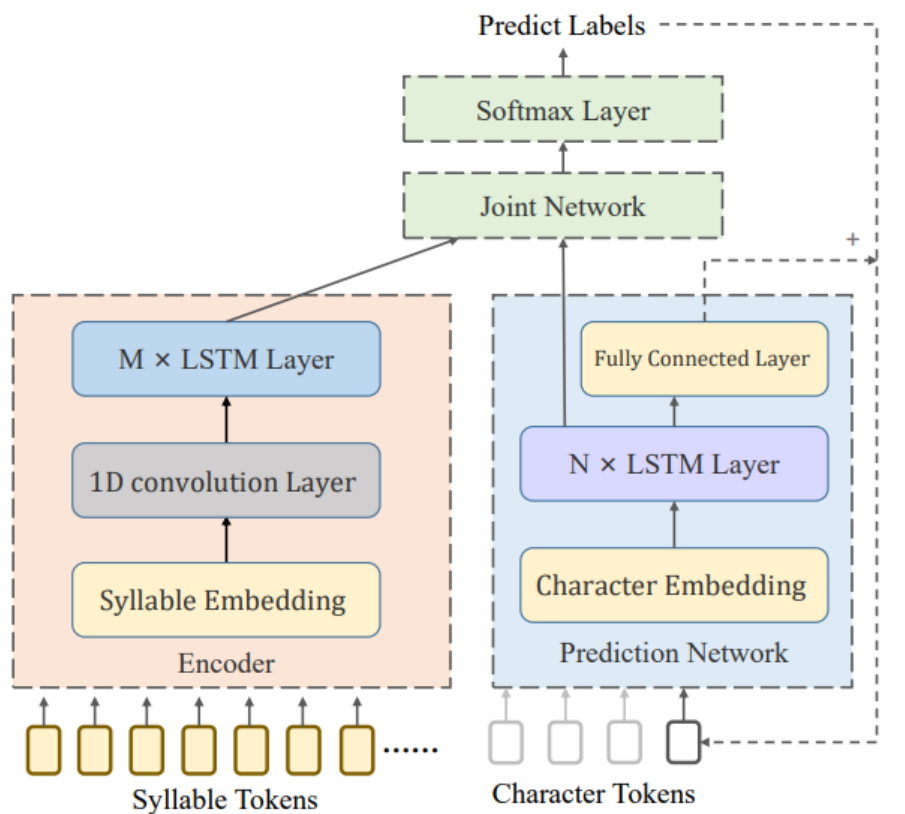 Predict Labels
Softmax Layer
Joint Network
+
M × LSTM Layer
Fully Connected Layer
1D convolution Layer
N × LSTM Layer
Syllable Embedding
Character Embedding
Encoder
Prediction Network
......
Syllable Tokens
Character Tokens